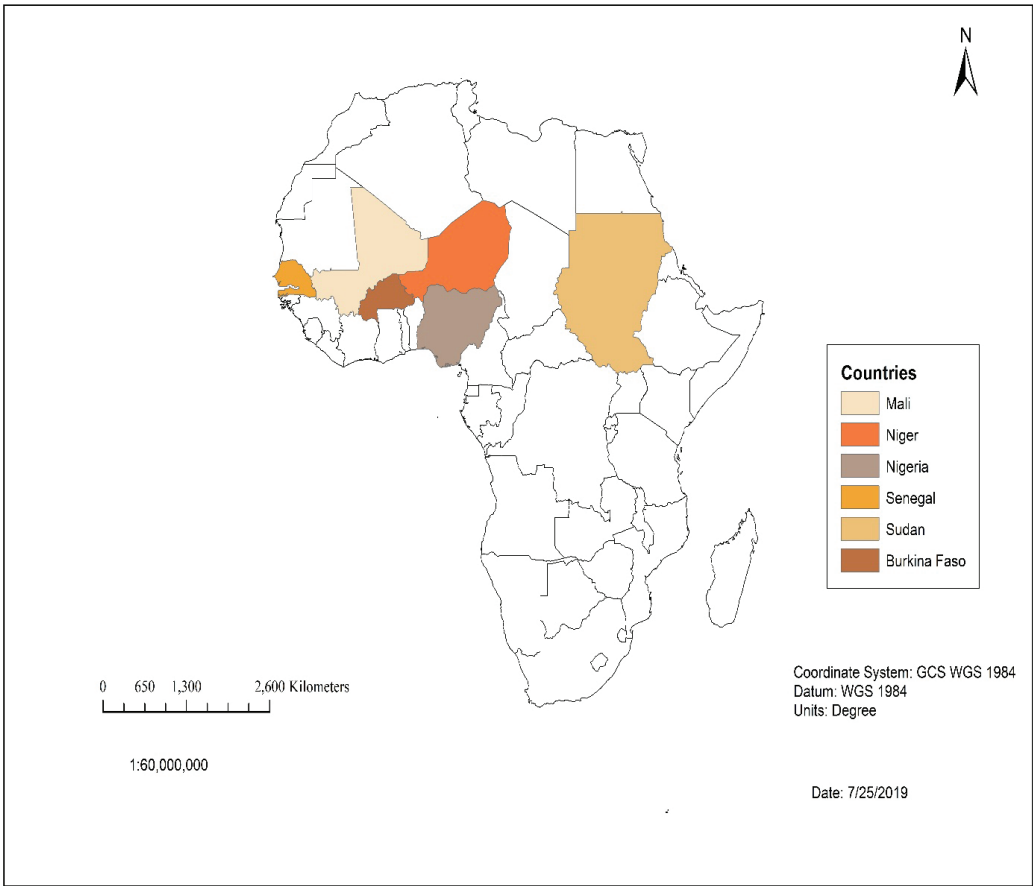 N
Countries
Mali
Niger
Nigeria
Senegal
Sudan
Burkina Faso
0 650 1,300 2,600 Kilometers
1:60,000,000
Coordinate System: GCS WGS 1984
Datum: WGS 1984
Units: Degree
Date: 7/25/2019